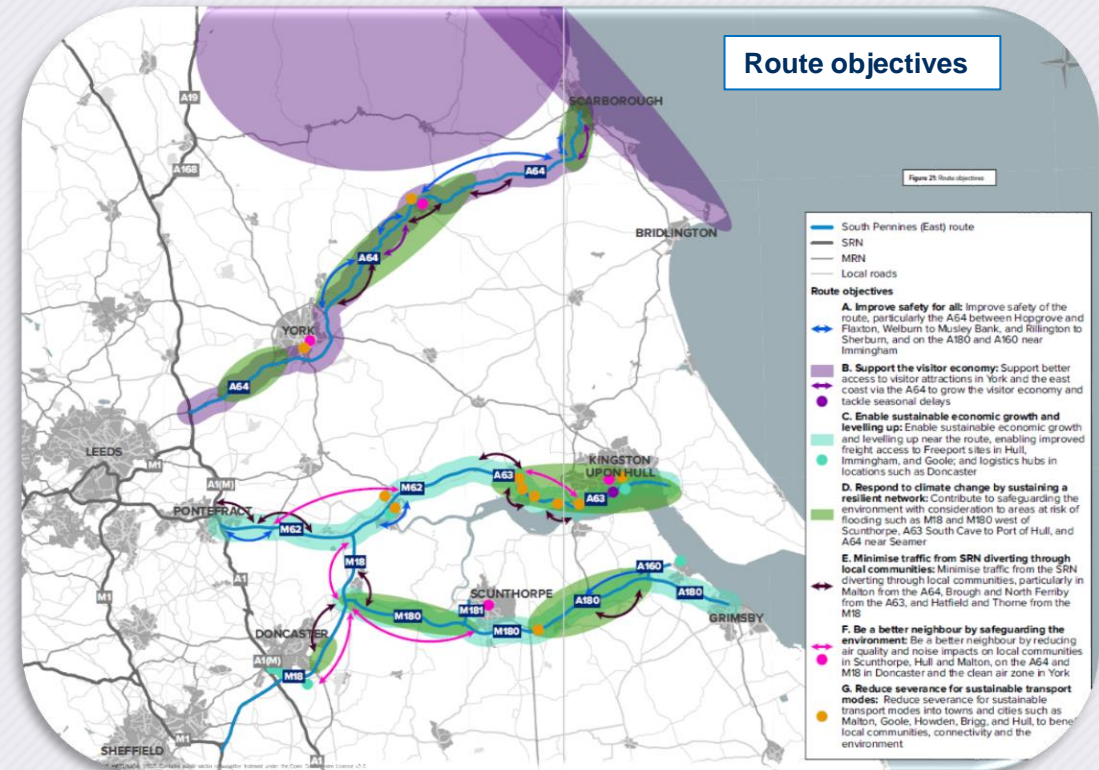 Route objectives
SCARBOROUGH
A19
A168
A64
Figure 21: Route objectives
BRIDLINGTON
A64
YORK
A64
LEEDS
M1
A1(M)
PONTEFRACT
M62
M62
A63
KINGSTON
UPON HULL
A63
M18
A1
M1
SCUNTHORPE
A160
A180
A180
M181
M180
M180
GRIMSBY
DONCASTER
A1(M)
M18
M1
SHEFFIELD
A1
South Pennines (East) route
SRN
MRN
Local roads
Route objectives
A. Improve safety for all: Improve safety of the
route, particularly the A64 between Hopgrove and
Flaxton, Welburn to Musley Bank, and Rillington to
Sherburn, and on the A180 and A160 near
Immingham
B. Support the visitor economy: Support better
access to visitor attractions in York and the east
coast via the A64 to grow the visitor economy and
tackle seasonal delays
C. Enable sustainable economic growth and
levelling up: Enable sustainable economic growth
and levelling up near the route, enabling improved
freight access to Freeport sites in Hull,
Immingham, and Goole; and logistics hubs in
locations such as Doncaster
D. Respond to climate change by sustaining a
resilient network: Contribute to safeguarding the
environment with consideration to areas at risk of
flooding such as M18 and M180 west of
Scunthorpe, A63 South Cave to Port of Hull, and
A64 near Seamer
E. Minimise traffic from SRN diverting through
local communities: Minimise traffic from the SRN
diverting through local communities, particularly in
Malton from the A64, Brough and North Ferriby
from the A63, and Hatfield and Thorne from the
M18
F. Be a better neighbour by safeguarding the
environment: Be a better neighbour by reducing
air quality and noise impacts on local communities
in Scunthorpe, Hull and Malton, on the A64 and
M18 in Doncaster and the clean air zone in York
G. Reduce severance for sustainable transport
modes: Reduce severance for sustainable
transport modes into towns and cities such as
Malton, Goole, Howden, Brigg, and Hull, to benef
local communities, connectivity and the
environment